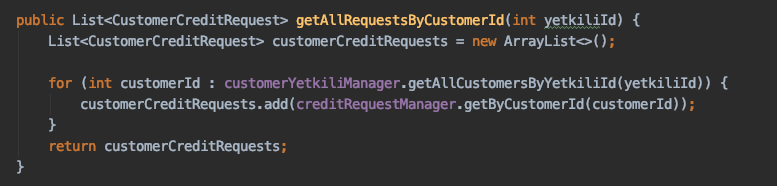 public List<CustomerCreditRequest> getAllRequestsByCustomerId(int yetkiliId) {
List<CustomerCreditRequest> customerCreditRequests = new ArrayList<>();
for (int customerId : customerYetkiliManager.getAllCustomersByYetkiliId(yetkiliId)) {
customerCreditRequests.add(creditRequestManager.getByCustomerId(customerId));
}
return customerCreditRequests;
}